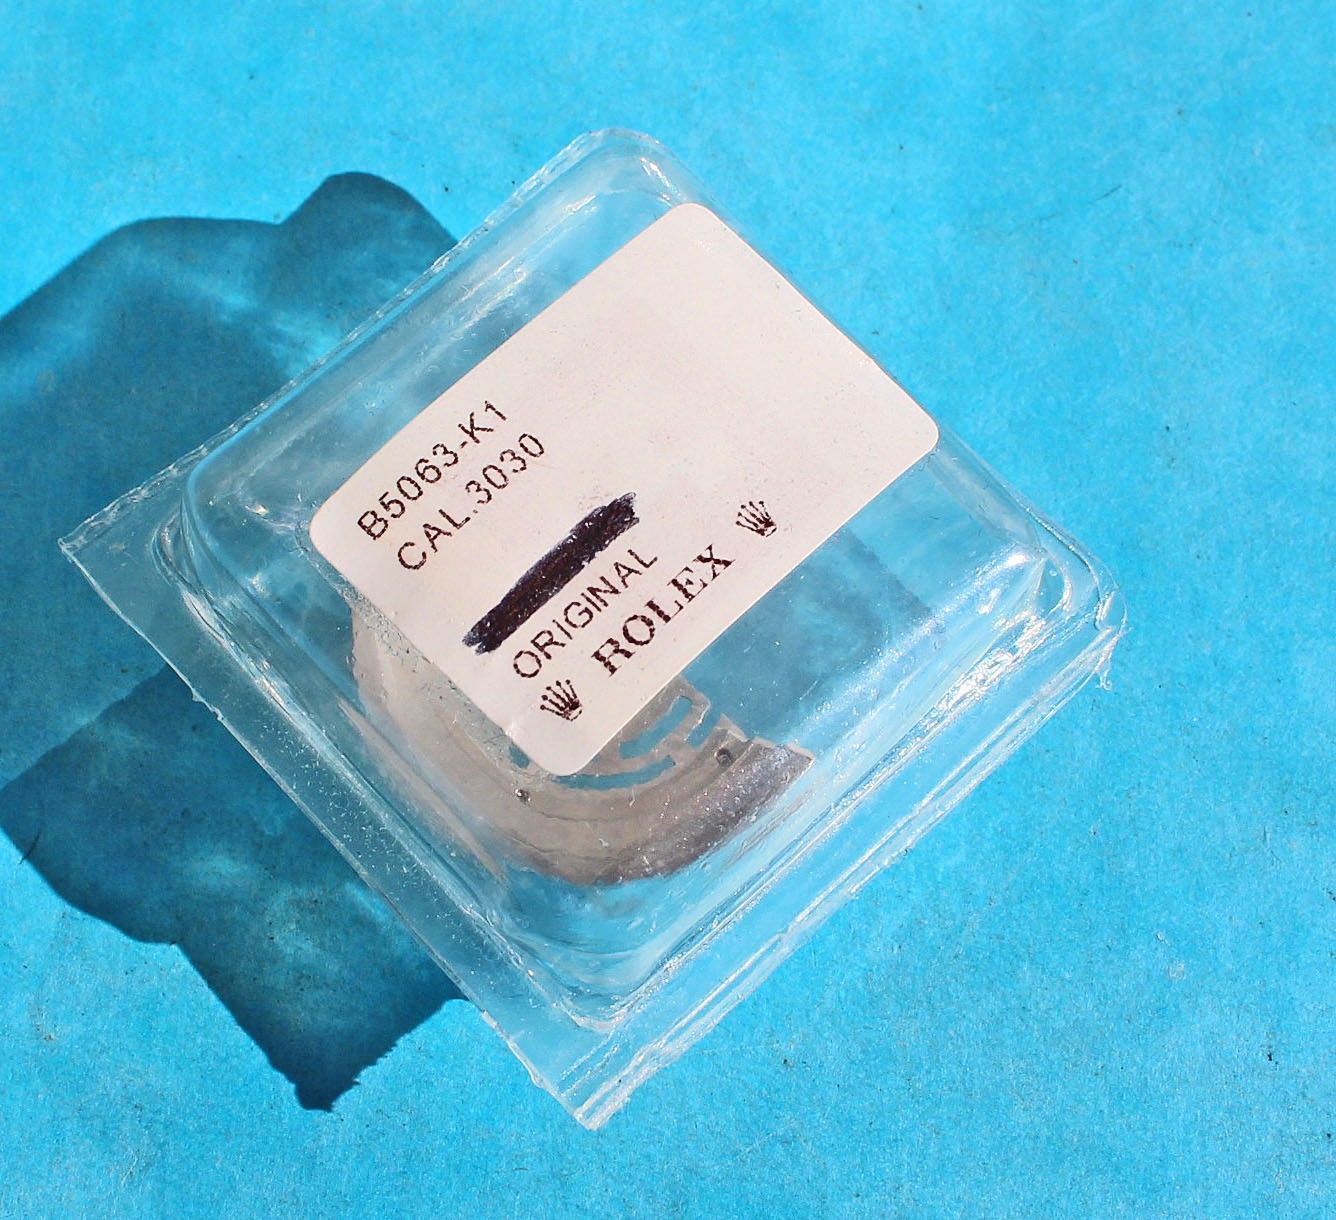 B5063-K1
CAL.3030
ORIGINAL
ROLEX